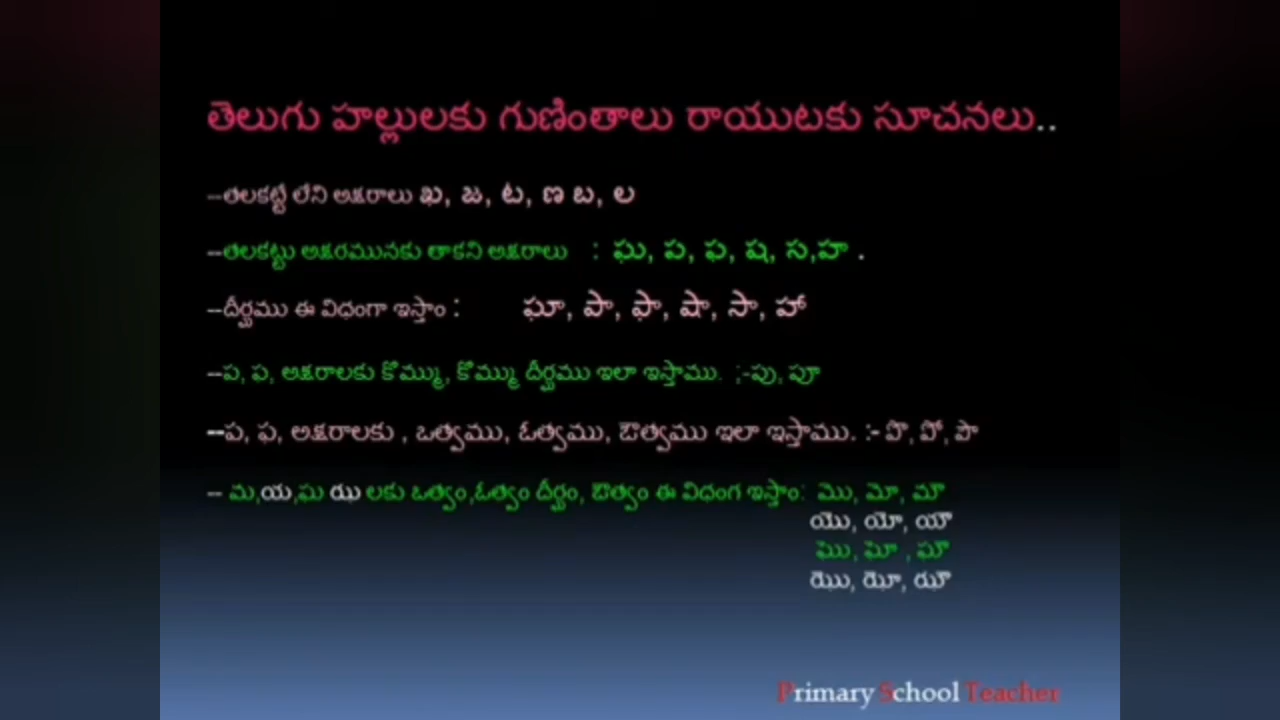 తెలుగు హల్లులకు గుణింతాలు రాయుటకు సూచనలు..
--తలకట్టే లేని అక్షరాలు ఖ, జ, ట, ణ బ, ల
--తలకట్టు అక్షరమునకు తాకని అక్షరాలు : ఘ, ప, ఫ, ష, స,హ .
--దీర్ఘము ఈ విధంగా ఇస్తాం : ఘా, పా, ఫా, షా, సా, హా
--ప, ఫ, అక్షరాలకు కొమ్ము, కొమ్ము దీర్ఘము ఇలా ఇస్తాము. ;-పు, పూ
--ప, ఫ, అక్షరాలకు , ఒత్వము, ఓత్వము, ఔత్వము ఇలా ఇస్తాము. :- పొ, పో, పౌ
-- మ,య,ఘ ఝ లకు ఒత్వం,ఓత్వం దీర్ఘం, ఔత్వం ఈ విధంగ ఇస్తాం: మొ, మో, మౌ
యొ, యో, యౌ
ఘొ, ఘో , ఘౌ
ఝొ, ఝో, ఝౌ
Primary School Teacher